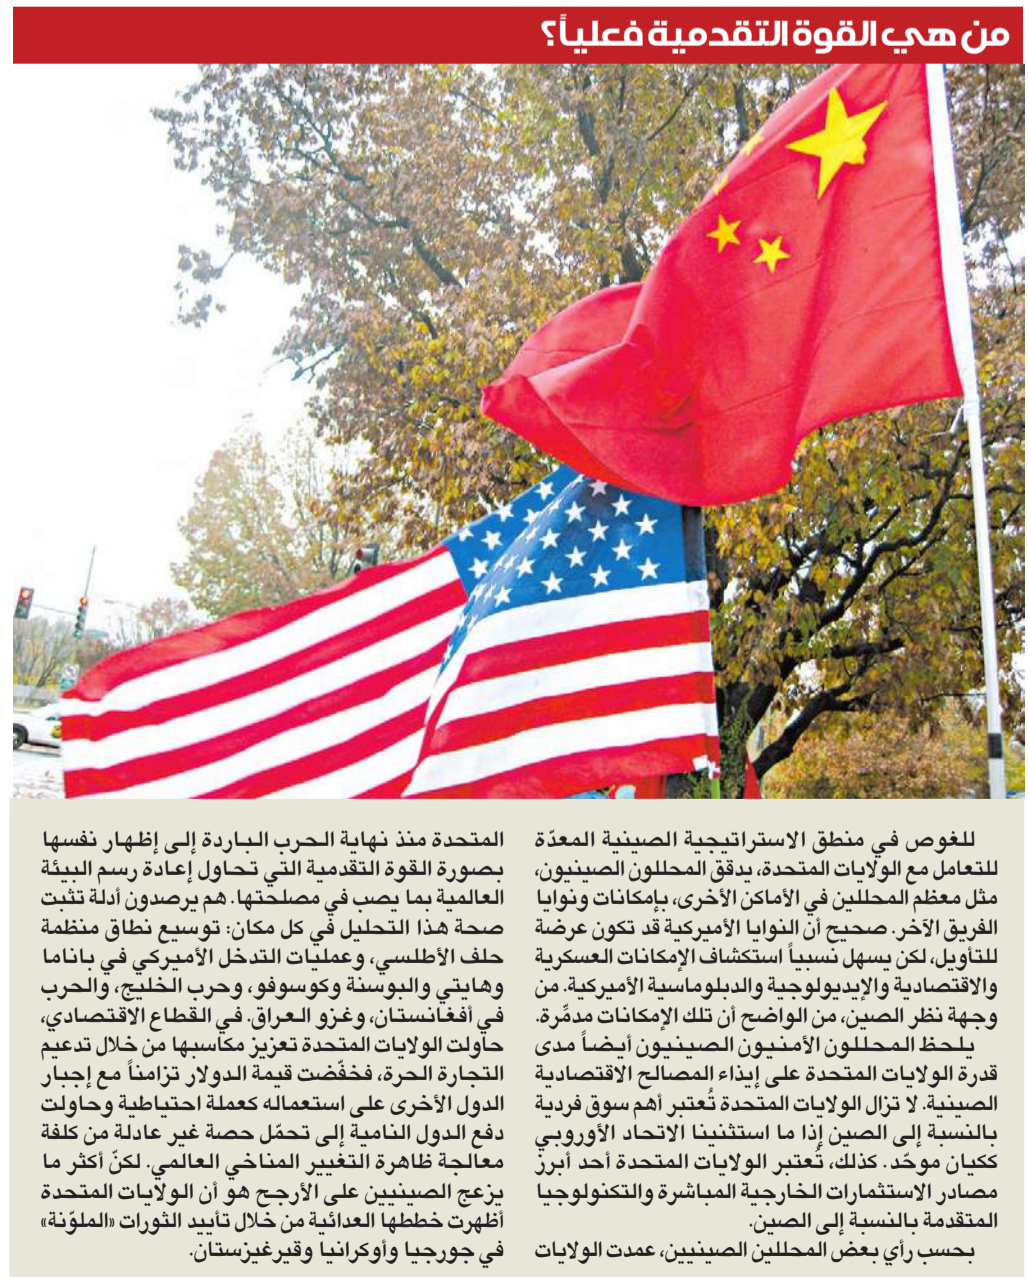 من هي القوة التقدمية فعلياً؟
للغوص في منطق الاستراتيجية الصينية المعدّة
للتعامل مع الولايات المتحدة، يدقق المحللون الصينيون،
مثل معظم المحللين في الأماكن الأخرى، بإمكانات ونوايا
الفريق الآخر. صحيح أن النوايا الأميركية قد تكون عرضة
للتأويل، لكن يسهل نسبياً استكشاف الإمكانات العسكرية
والاقتصادية والإيديولوجية والدبلوماسية الأميركية. من
وجهة نظر الصين، من الواضح أن تلك الإمكانات مدمِّرة.
يلحظ المحللون الأمنيون الصينيون أيضاً مدى
قدرة الولايات المتحدة على إيذاء المصالح الاقتصادية
الصينية. لا تزال الولايات المتحدة تُعتبر أهم سوق فردية
بالنسبة إلى الصين إذا ما استثنينا الاتحاد الأوروبي
ككيان موحّد. كذلك، تُعتبر الولايات المتحدة أحد أبرز
مصادر الاستثمارات الخارجية المباشرة والتكنولوجيا
المتقدمة بالنسبة إلى الصين.
بحسب رأي بعض المحللين الصينيين، عمدت الولايات
المتحدة منذ نهاية الحرب الباردة إلى إظهار نفسها
بصورة القوة التقدمية التي تحاول إعادة رسم البيئة
العالمية بما يصب في مصلحتها. هم يرصدون أدلة تثبت
صحة هذا التحليل في كل مكان: توسيع نطاق منظمة
حلف الأطلسي، وعمليات التدخل الأميركي في باناما
وهايتي والبوسنة وكوسوفو، وحرب الخليج، والحرب
في أفغانستان، وغزو العراق. في القطاع الاقتصادي،
حاولت الولايات المتحدة تعزيز مكاسبها من خلال تدعيم
التجارة الحرة، فخفّضت قيمة الدولار تزامناً مع إجبار
الدول الأخرى على استعماله كعملة احتياطية وحاولت
دفع الدول النامية إلى تحمّل حصة غير عادلة من كلفة
معالجة ظاهرة التغيير المناخي العالمي. لكنّ أكثر ما
يزعج الصينيين على الأرجح هو أن الولايات المتحدة
أظهرت خططها العدائية من خلال تأييد الثورات «الملوّنة»
في جورجيا وأوكرانيا وقيرغيزستان.